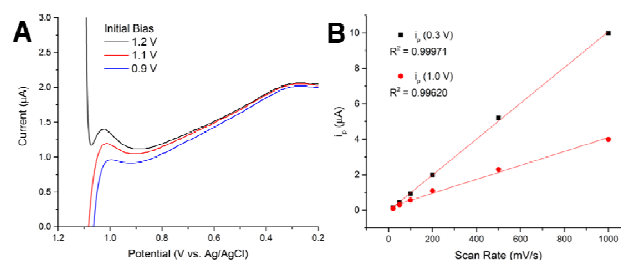 A
Initial Bias
1.2 V
1.1 V
0.9 V
3.0
2.5
2.0
1.5
1.0
0.5
0.0
Current (µA)
1.2 1.0 0.8 0.6 0.4 0.2
Potential (V vs. Ag/AgCl)
B
iₚ (0.3 V)
R² = 0.99971
iₚ (1.0 V)
R² = 0.99620
10
8
6
4
2
0
iₚ (µA)
0 200 400 600 800 1000
Scan Rate (mV/s)